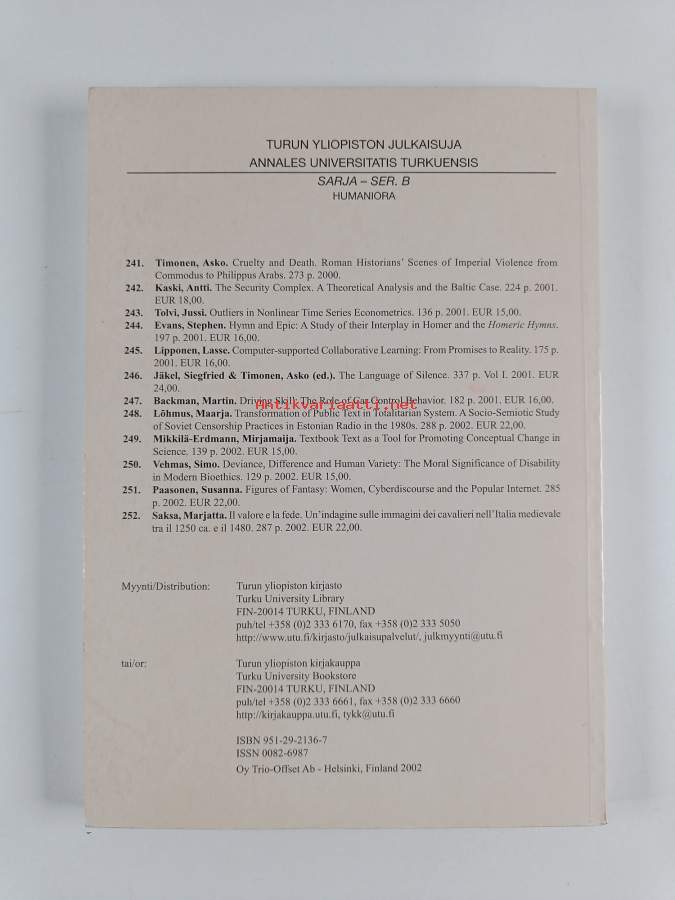 TURUN YLIOPISTON JULKAISUJA
ANNALES UNIVERSITATIS TURKUENSIS
SARJA – SER. B
HUMANIORA
241. Timonen, Asko. Cruelty and Death. Roman Historians' Scenes of Imperial Violence from
Commodus to Philippus Arabs. 273 p. 2000.
242. Kaski, Antti. The Security Complex. A Theoretical Analysis and the Baltic Case. 224 p. 2001.
EUR 18,00.
243. Tolvi, Jussi. Outliers in Nonlinear Time Series Econometrics. 136 p. 2001. EUR 15,00.
244. Evans, Stephen. Hymn and Epic: A Study of their Interplay in Homer and the Homeric Hymns.
197 p. 2001. EUR 16,00.
245. Lipponen, Lasse. Computer-supported Collaborative Learning: From Promises to Reality. 175 p.
2001. EUR 16,00.
246. Jäkel, Siegfried & Timonen, Asko (ed.). The Language of Silence. 337 p. Vol I. 2001. EUR
24,00.
247. Backman, Martin. Driving Skill: The Role of Car Control Behavior. 182 p. 2001. EUR 16,00.
Antikvariaatti.net
248. Lõhmus, Maarja. Transformation of Public Text in Totalitarian System. A Socio-Semiotic Study
of Soviet Censorship Practices in Estonian Radio in the 1980s. 288 p. 2002. EUR 22,00.
249. Mikkilä-Erdmann, Mirjamaija. Textbook Text as a Tool for Promoting Conceptual Change in
Science. 139 p. 2002. EUR 15,00.
250. Vehmas, Simo. Deviance, Difference and Human Variety: The Moral Significance of Disability
in Modern Bioethics. 129 p. 2002. EUR 15,00.
251. Paasonen, Susanna. Figures of Fantasy: Women, Cyberdiscourse and the Popular Internet. 285
p. 2002. EUR 22,00.
252. Saksa, Marjatta. Il valore e la fede. Un'indagine sulle immagini dei cavalieri nell'Italia medievale
tra il 1250 ca. e il 1480. 287 p. 2002. EUR 22,00.
Myynti/Distribution: Turun yliopiston kirjasto
Turku University Library
FIN-20014 TURKU, FINLAND
puh/tel +358 (0)2 333 6170, fax +358 (0)2 333 5050
http://www.utu.fi/kirjasto/julkaisupalvelut/, julkmyynti@utu.fi
tai/or: Turun yliopiston kirjakauppa
Turku University Bookstore
FIN-20014 TURKU, FINLAND
puh/tel +358 (0)2 333 6661, fax +358 (0)2 333 6660
http://kirjakauppa.utu.fi, tykk@utu.fi
ISBN 951-29-2136-7
ISSN 0082-6987
Oy Trio-Offset Ab - Helsinki, Finland 2002